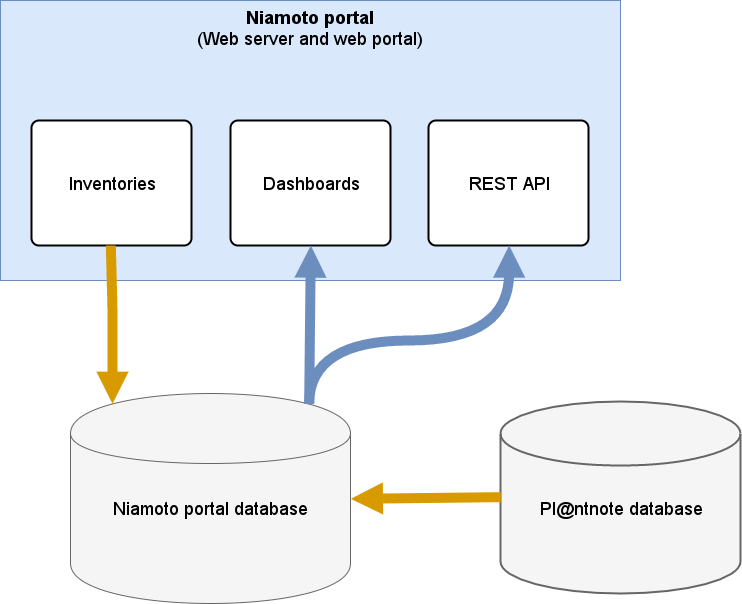 Niamoto portal
(Web server and web portal)
Inventories
Dashboards
REST API
Niamoto portal database
Pl@ntnote database